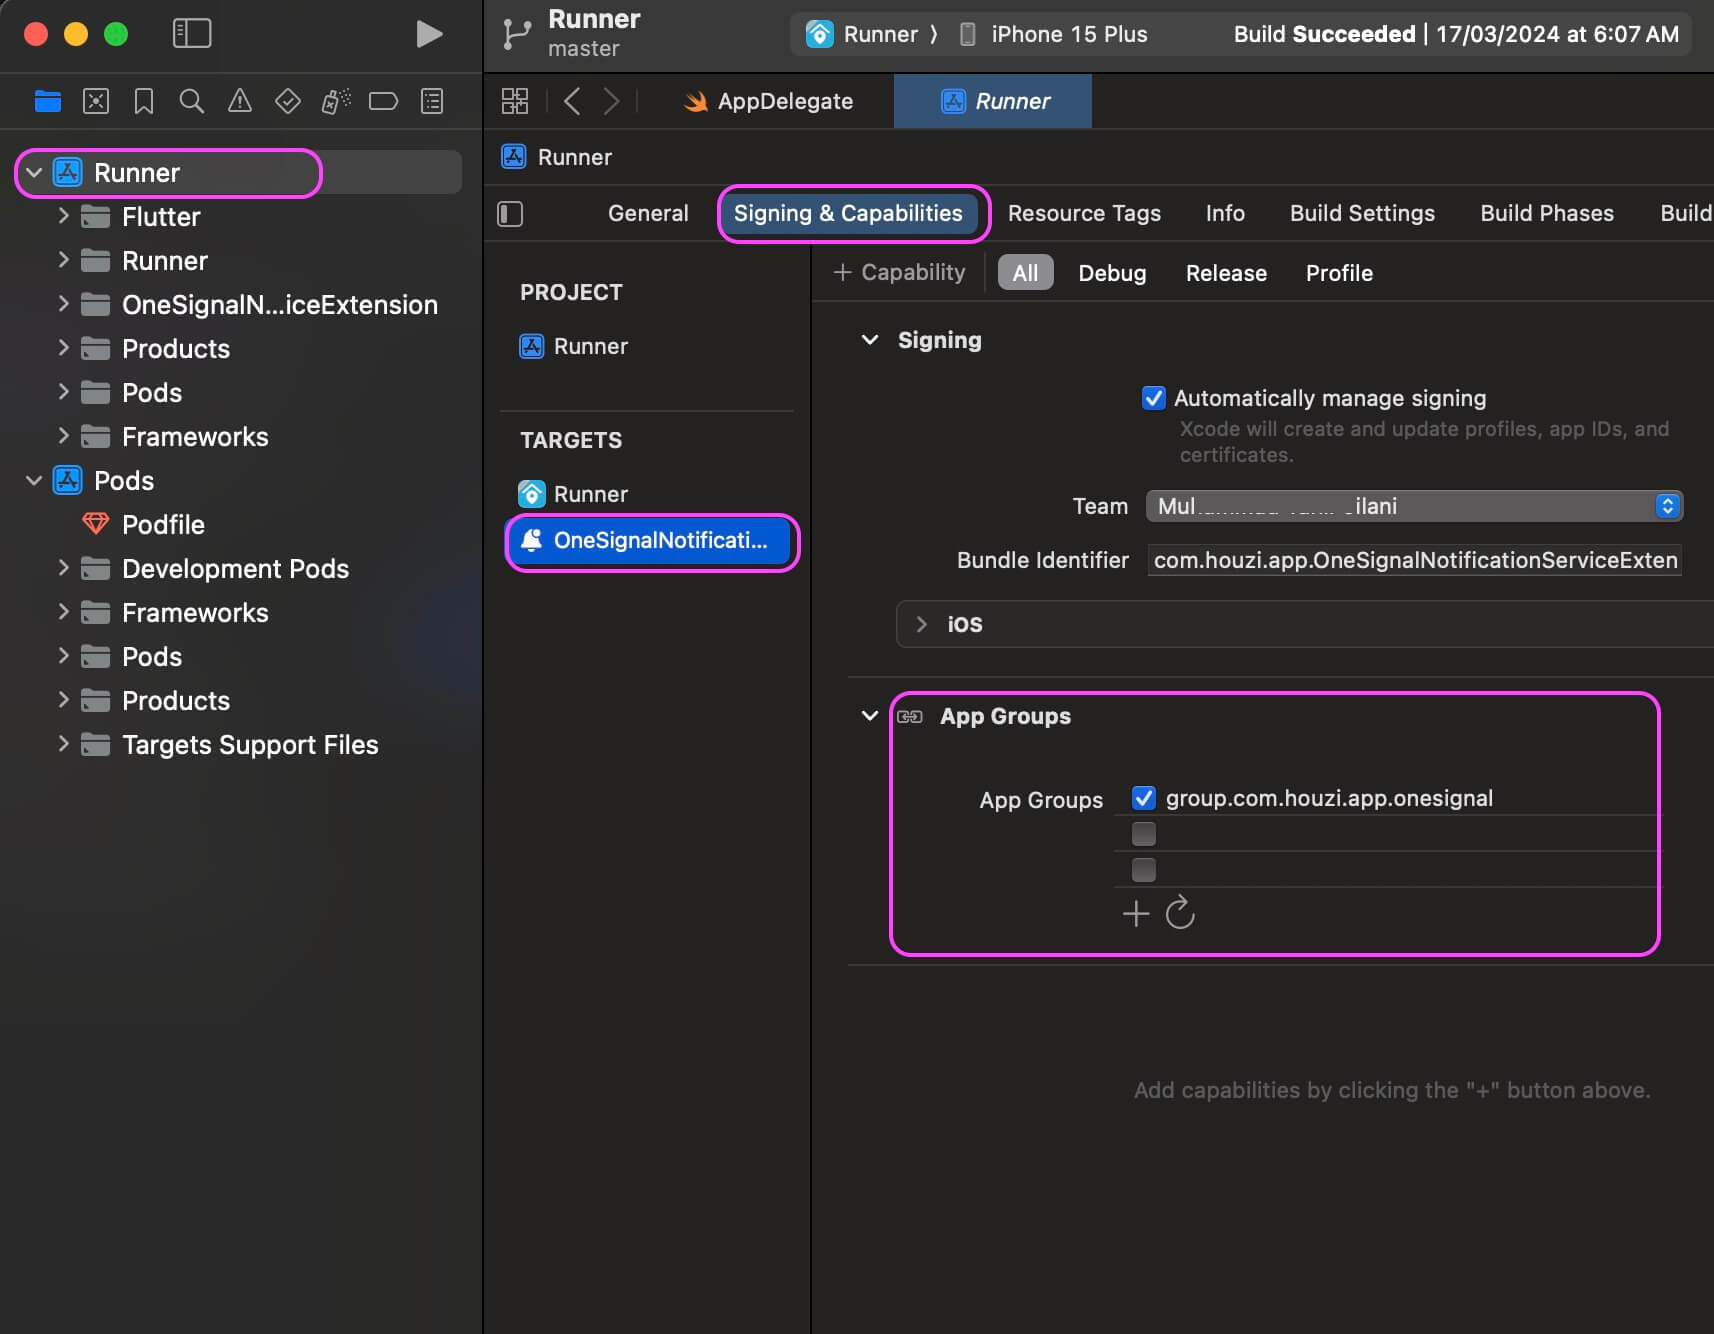 Runner
master
Runner ⟩ iPhone 15 Plus
Build Succeeded | 17/03/2024 at 6:07 AM
AppDelegate
Runner
Runner
General
Signing & Capabilities
Resource Tags
Info
Build Settings
Build Phases
Build
Runner
Flutter
Runner
OneSignalN...iceExtension
Products
Pods
Frameworks
Pods
Podfile
Development Pods
Frameworks
Pods
Products
Targets Support Files
PROJECT
Runner
TARGETS
Runner
OneSignalNotificati...
+ Capability
All
Debug
Release
Profile
Signing
Automatically manage signing
Xcode will create and update profiles, app IDs, and
certificates.
Team
Bundle Identifier com.houzi.app.OneSignalNotificationServiceExten
iOS
App Groups
App Groups group.com.houzi.app.onesignal
Add capabilities by clicking the "+" button above.